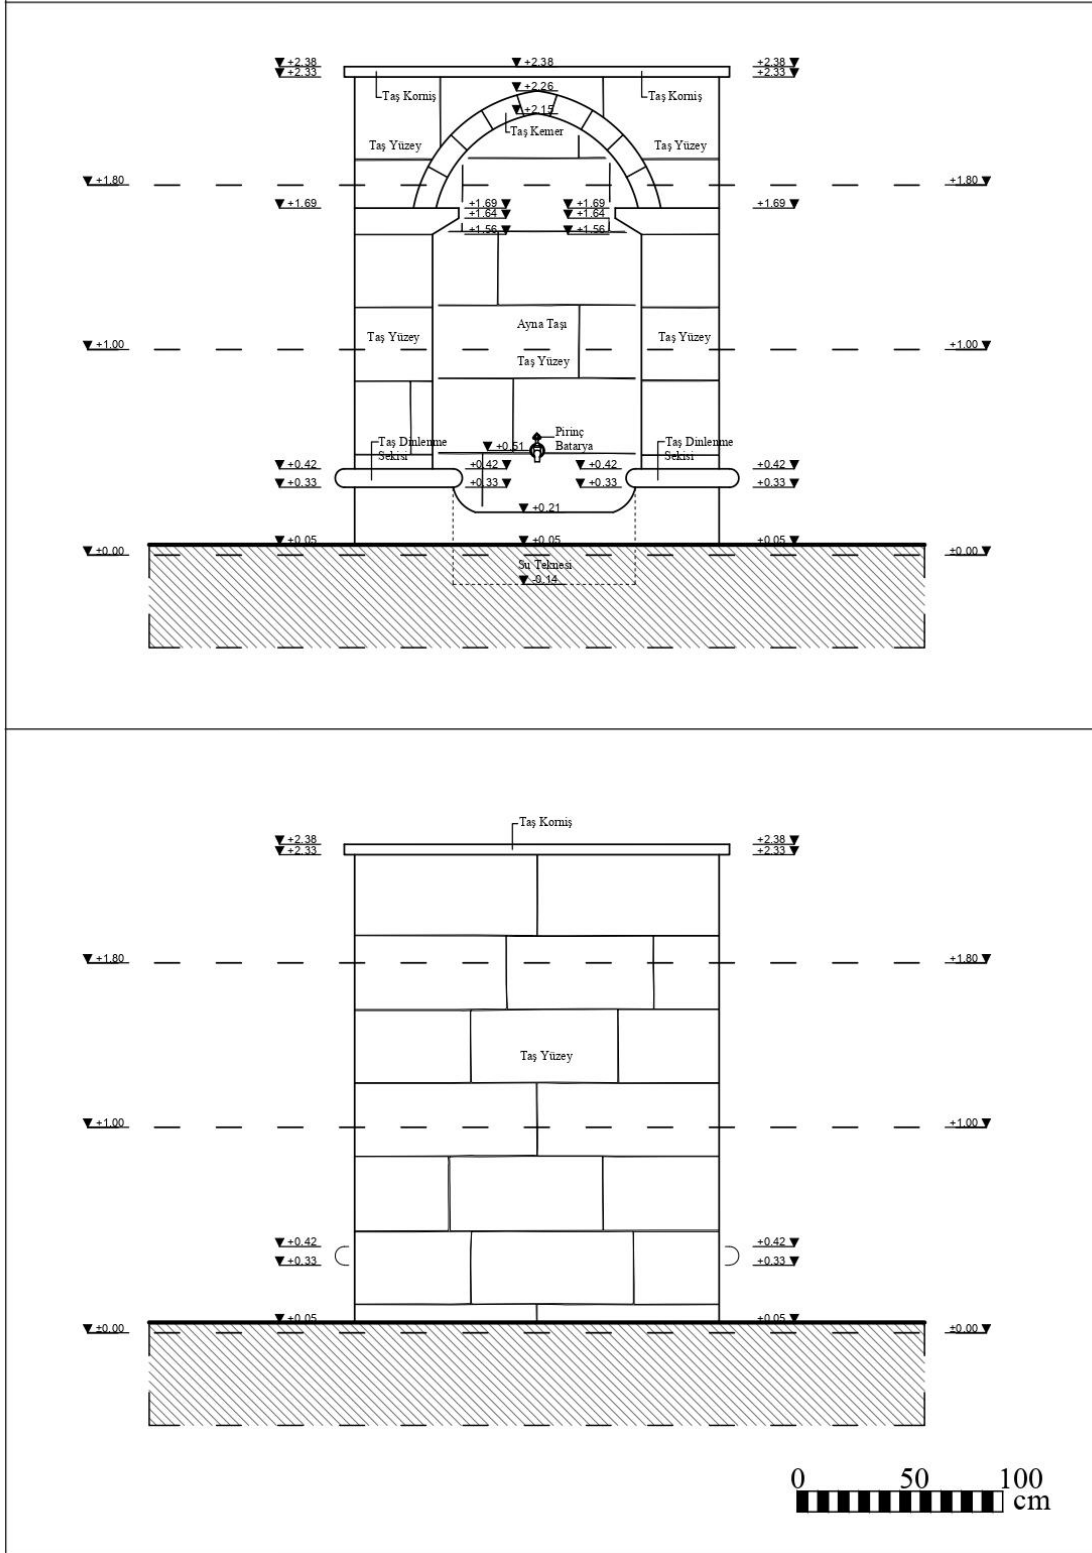 +2.38 +2.38 +2.38
+2.33 +2.33
+2.26
Taş Korniş Taş Korniş
+2.15
Taş Kemer
Taş Yüzey Taş Yüzey
+1.80 +1.80
+1.69 +1.69 +1.69 +1.69
+1.64 +1.64
+1.56 +1.56
Ayna Taşı
Taş Yüzey Taş Yüzey
+1.00 +1.00
Taş Yüzey
Pirinç
Batarya
Taş Dinlenme Taş Dinlenme
+0.51
Sekisi Sekisi
+0.42 +0.42 +0.42 +0.42
+0.33 +0.33 +0.33 +0.33
+0.21
+0.05 +0.05 +0.05
±0.00 ±0.00
Su Teknesi
-0.14
Taş Korniş
+2.38 +2.38
+2.33 +2.33
+1.80 +1.80
Taş Yüzey
+1.00 +1.00
+0.42 +0.42
+0.33 +0.33
+0.05 +0.05
±0.00 ±0.00
0 50 100
cm